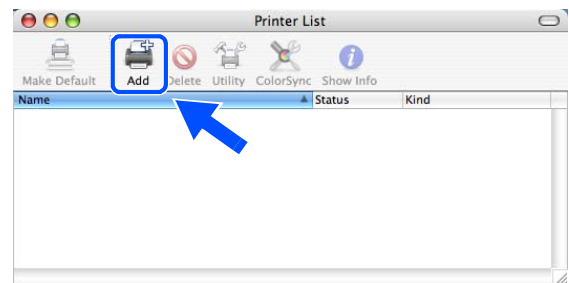 Printer List
Make Default Add Delete Utility ColorSync Show Info
Name Status Kind